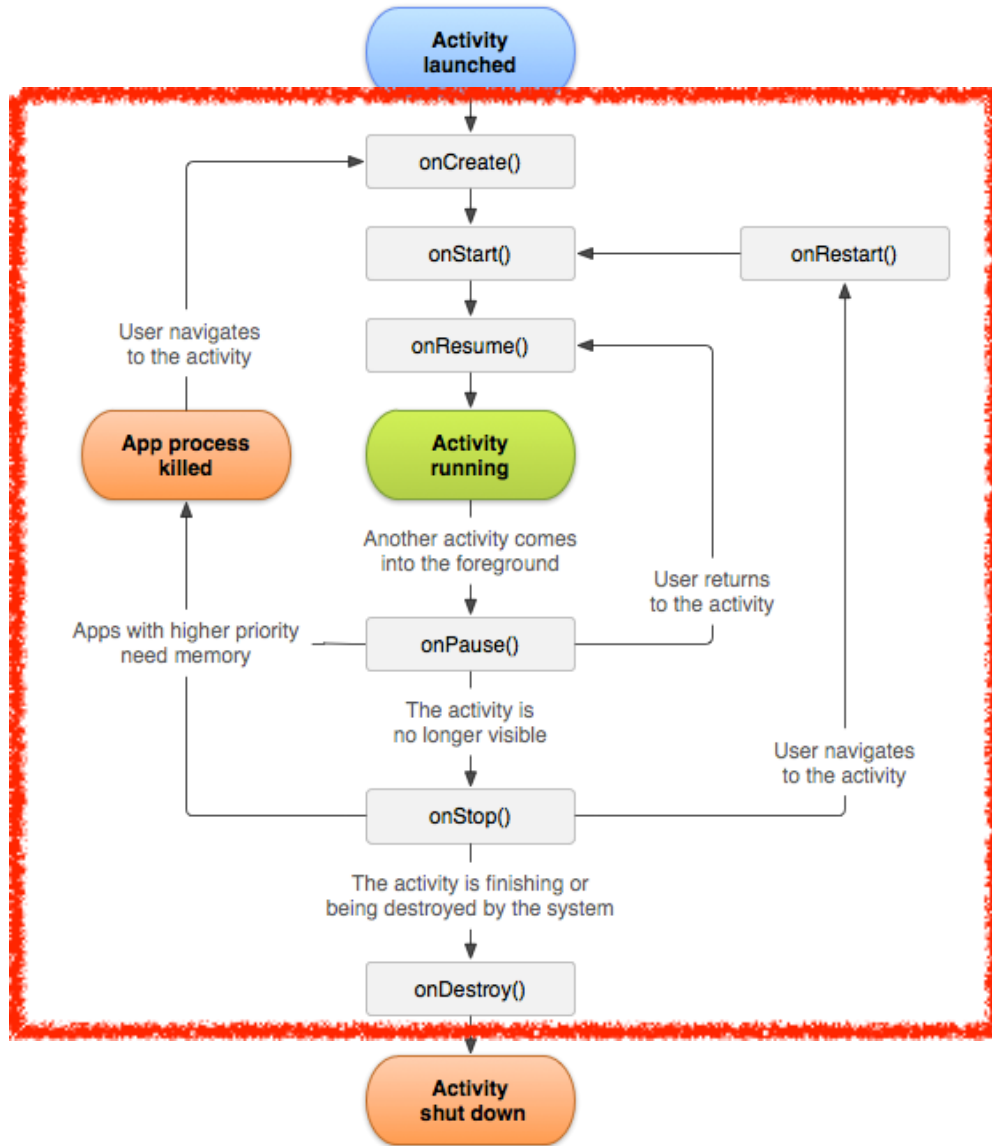 Activity
launched
onCreate()
onStart()
onRestart()
onResume()
User navigates
to the activity
App process
killed
Activity
running
Another activity comes
into the foreground
User returns
to the activity
Apps with higher priority
need memory
onPause()
The activity is
no longer visible
User navigates
to the activity
onStop()
The activity is finishing or
being destroyed by the system
onDestroy()
Activity
shut down